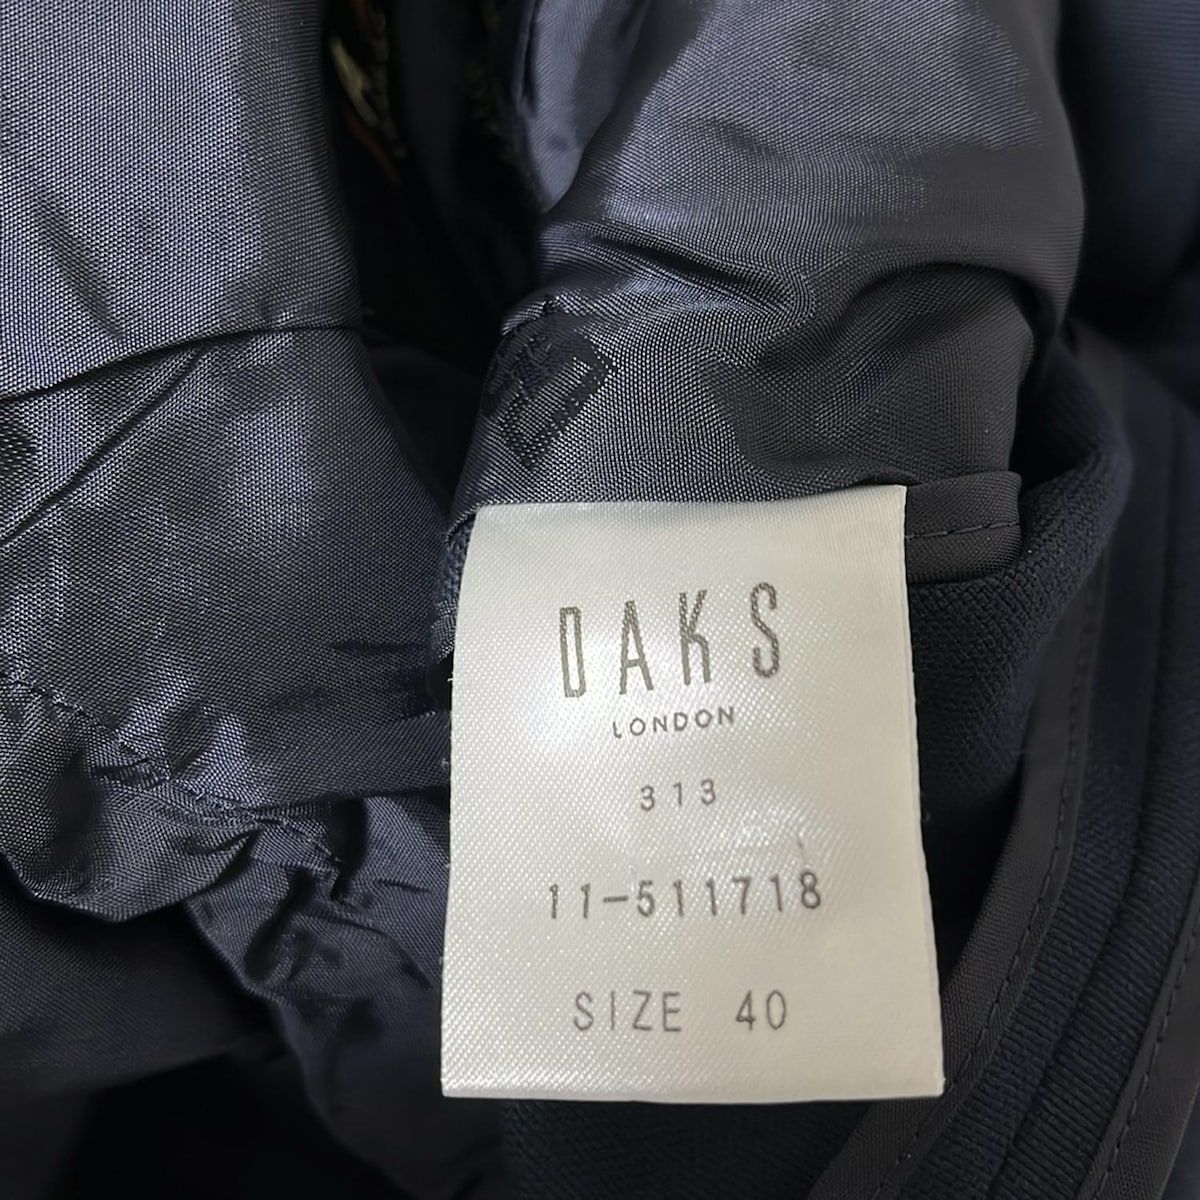 DAKS
LONDON
313
11-511718
SIZE 40